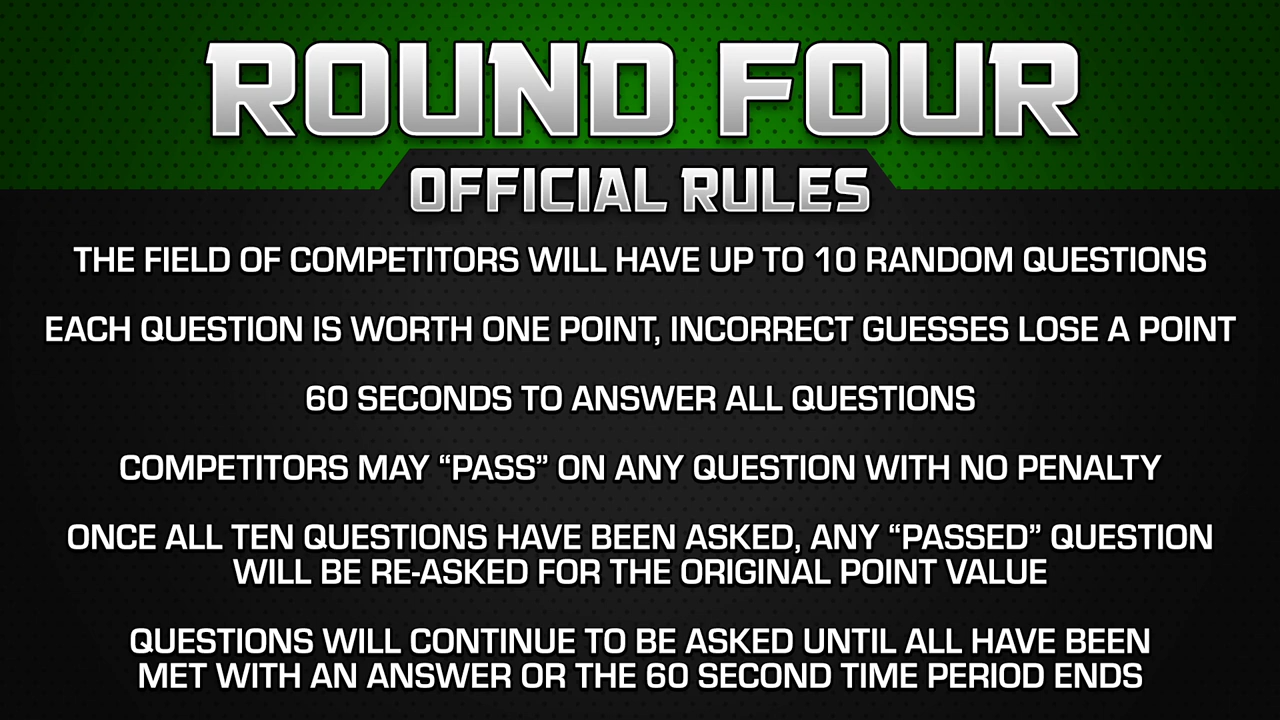 ROUND FOUR
OFFICIAL RULES
THE FIELD OF COMPETITORS WILL HAVE UP TO 10 RANDOM QUESTIONS
EACH QUESTION IS WORTH ONE POINT, INCORRECT GUESSES LOSE A POINT
60 SECONDS TO ANSWER ALL QUESTIONS
COMPETITORS MAY “PASS” ON ANY QUESTION WITH NO PENALTY
ONCE ALL TEN QUESTIONS HAVE BEEN ASKED, ANY “PASSED” QUESTION
WILL BE RE-ASKED FOR THE ORIGINAL POINT VALUE
QUESTIONS WILL CONTINUE TO BE ASKED UNTIL ALL HAVE BEEN
MET WITH AN ANSWER OR THE 60 SECOND TIME PERIOD ENDS